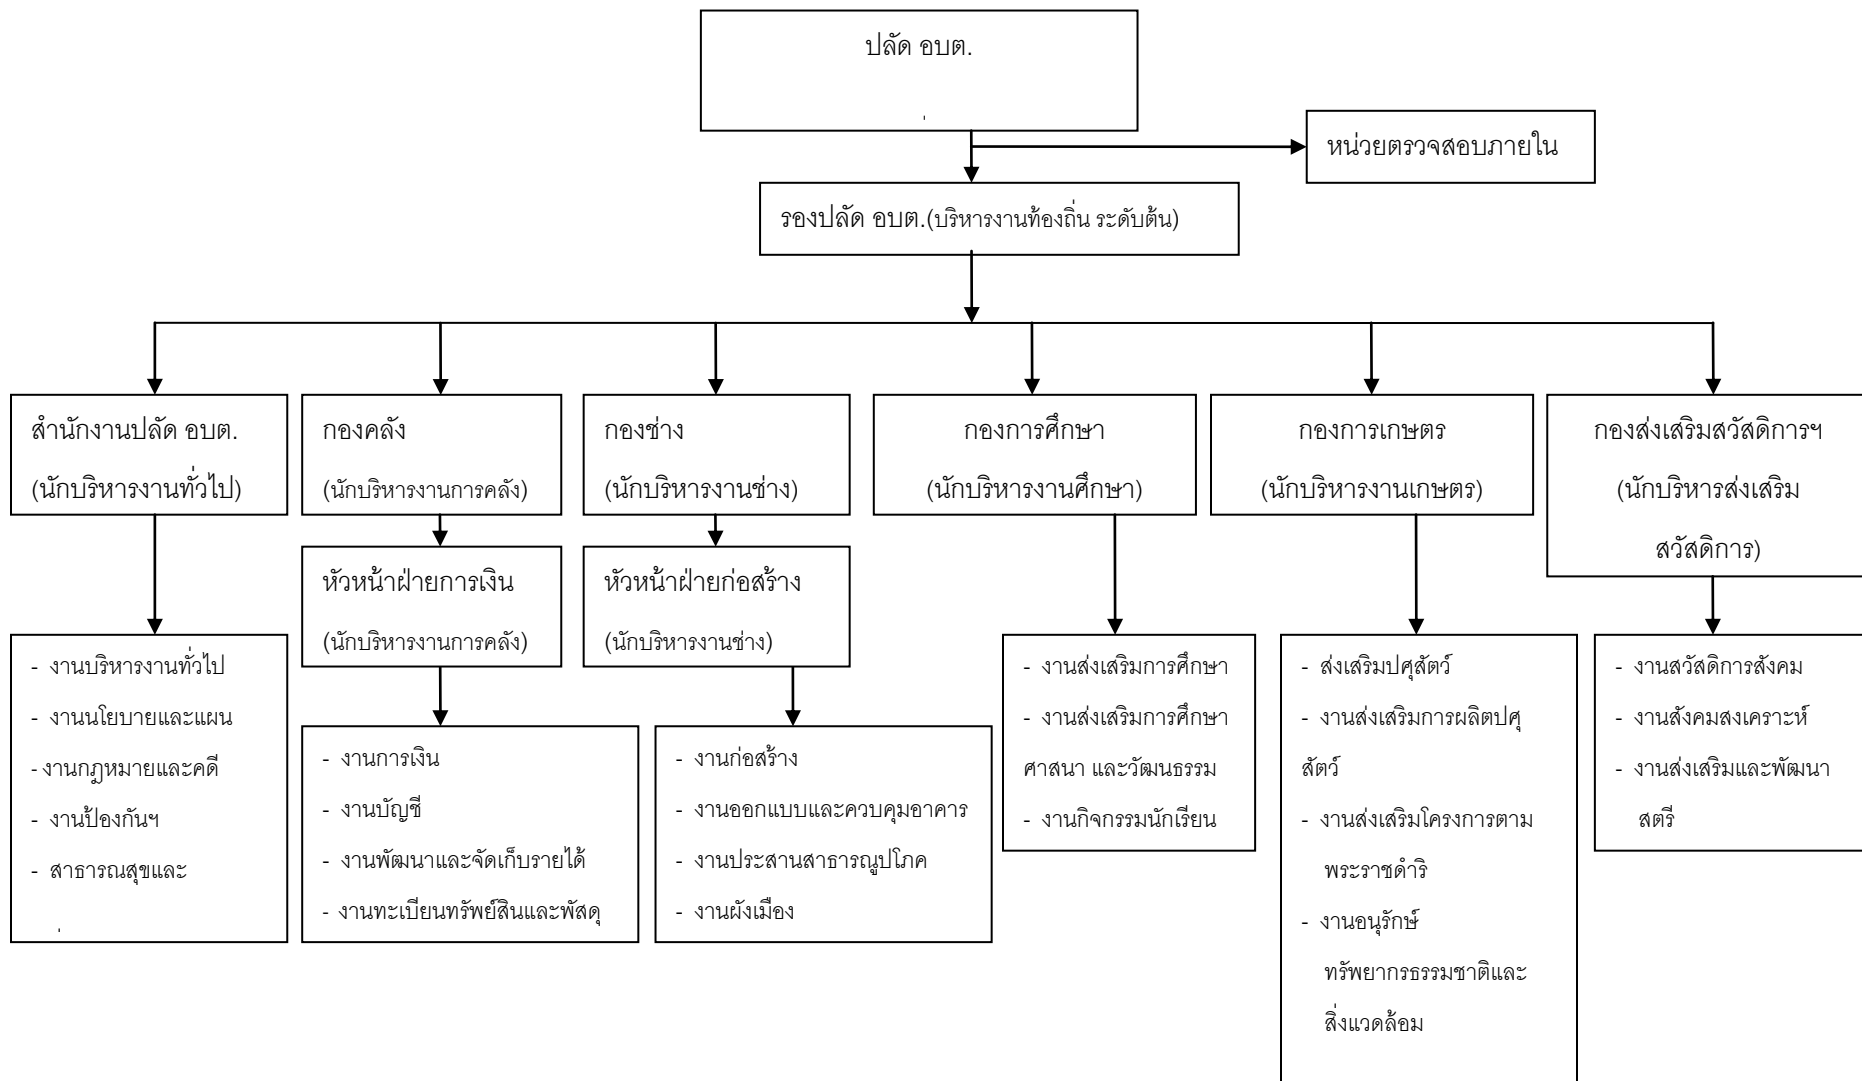 ปลัด อบต.
หน่วยตรวจสอบภายใน
รองปลัด อบต.(บริหารงานท้องถิ่น ระดับต้น)
สำนักงานปลัด อบต.
(นักบริหารงานทั่วไป)
กองคลัง
(นักบริหารงานการคลัง)
กองช่าง
(นักบริหารงานช่าง)
กองการศึกษา
(นักบริหารงานศึกษา)
กองการเกษตร
(นักบริหารงานเกษตร)
กองส่งเสริมสวัสดิการฯ
(นักบริหารส่งเสริม
สวัสดิการ)
หัวหน้าฝ่ายการเงิน
(นักบริหารงานการคลัง)
หัวหน้าฝ่ายก่อสร้าง
(นักบริหารงานช่าง)
- งานบริหารงานทั่วไป
- งานนโยบายและแผน
- งานกฎหมายและคดี
- งานป้องกันฯ
- สาธารณสุขและ
- งานการเงิน
- งานบัญชี
- งานพัฒนาและจัดเก็บรายได้
- งานทะเบียนทรัพย์สินและพัสดุ
- งานก่อสร้าง
- งานออกแบบและควบคุมอาคาร
- งานประสานสาธารณูปโภค
- งานผังเมือง
- งานส่งเสริมการศึกษา
- งานส่งเสริมการศึกษา
ศาสนา และวัฒนธรรม
- งานกิจกรรมนักเรียน
- ส่งเสริมปศุสัตว์
- งานส่งเสริมการผลิตปศุ
สัตว์
- งานส่งเสริมโครงการตาม
พระราชดำริ
- งานอนุรักษ์
ทรัพยากรธรรมชาติและ
สิ่งแวดล้อม
- งานสวัสดิการสังคม
- งานสังคมสงเคราะห์
- งานส่งเสริมและพัฒนา
สตรี